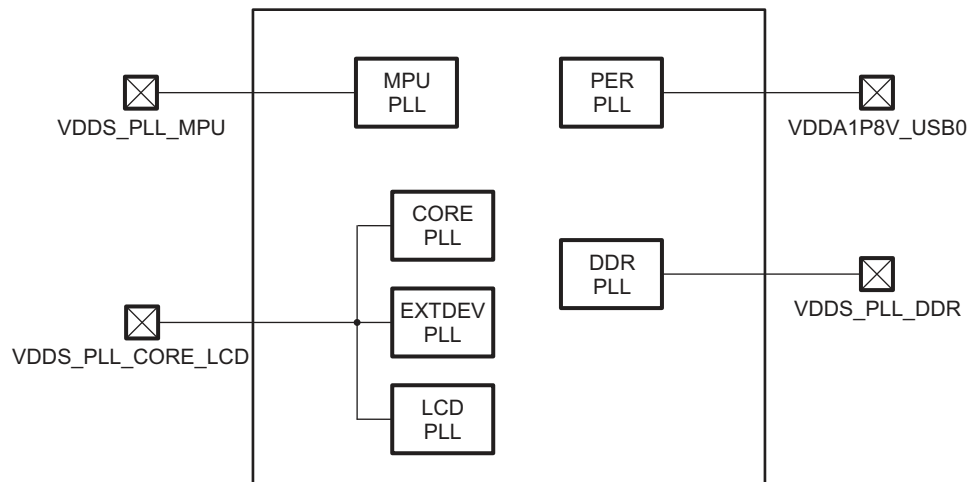 MPU
PLL
PER
PLL
VDDS_PLL_MPU
VDDA1P8V_USB0
CORE
PLL
DDR
PLL
EXTDEV
PLL
VDDS_PLL_DDR
VDDS_PLL_CORE_LCD
LCD
PLL